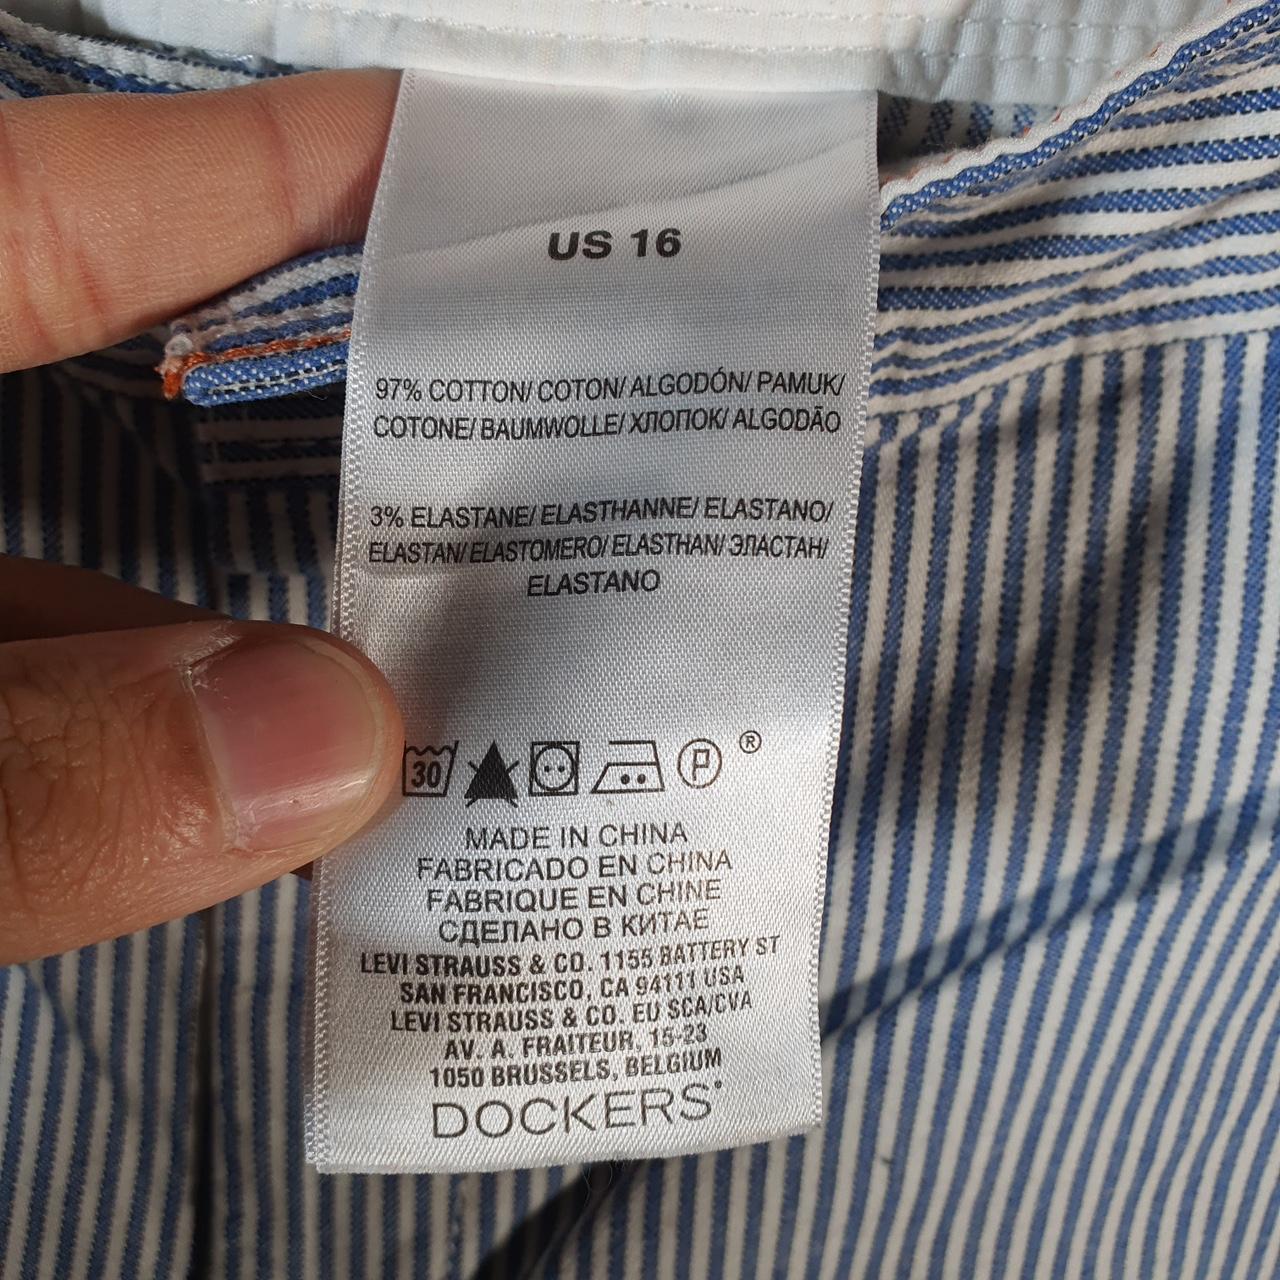 US 16
97% COTTON/ COTON/ ALGODÓN/ PAMUK/
COTONE/ BAUMWOLLE/ ХЛОПОК/ ALGODÃO
3% ELASTANE/ ELASTHANNE/ ELASTANO/
ELASTAN/ ELASTOMERO/ ELASTHAN/ ЭЛАСТАН/
ELASTANO
30 P ®
MADE IN CHINA
FABRICADO EN CHINA
FABRIQUE EN CHINE
СДЕЛАНО В КИТАЕ
LEVI STRAUSS & CO. 1155 BATTERY ST
SAN FRANCISCO, CA 94111 USA
LEVI STRAUSS & CO. EU SCA/CVA
AV. A. FRAITEUR, 15-23
1050 BRUSSELS, BELGIUM
DOCKERS®